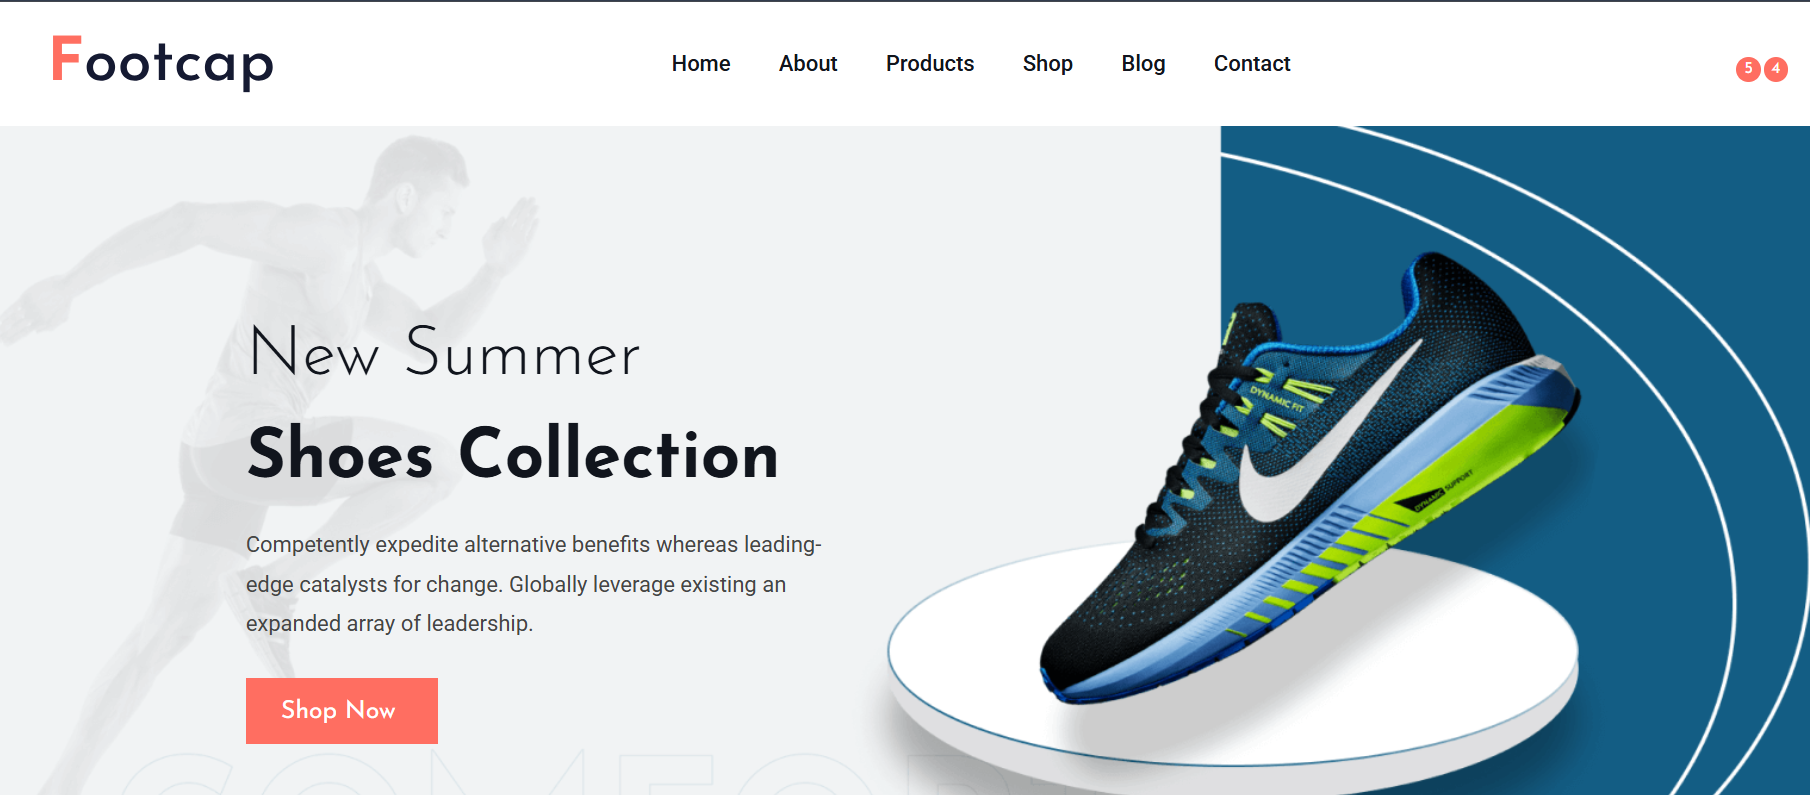 Footcap
Home About Products Shop Blog Contact
5 4
New Summer
Shoes Collection
DYNAMIC FIT
DYNAMIC SUPPORT
Competently expedite alternative benefits whereas leading-
edge catalysts for change. Globally leverage existing an
expanded array of leadership.
Shop Now
COMFORT